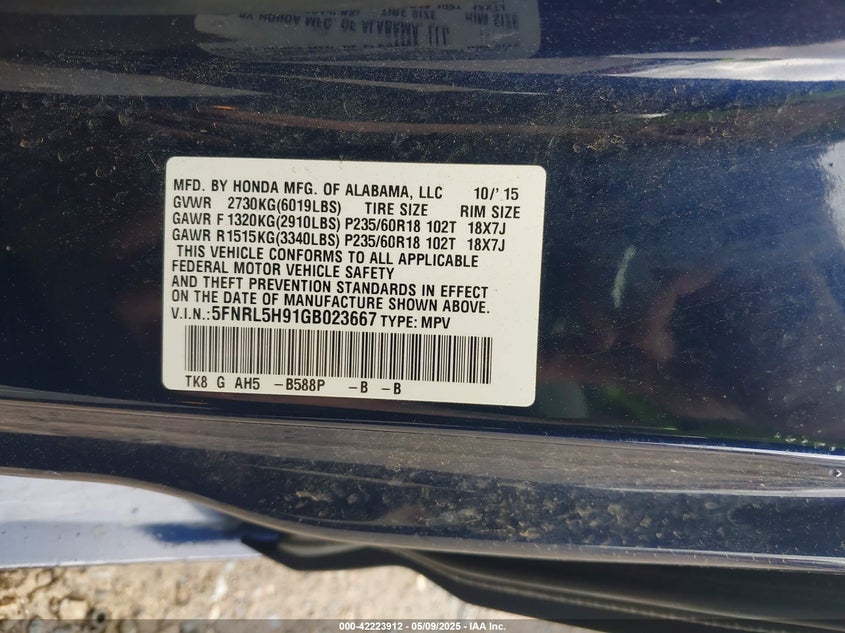 MFD. BY HONDA MFG. OF ALABAMA, LLC 10/'15
GVWR 2730KG(6019LBS) TIRE SIZE RIM SIZE
GAWR F 1320KG(2910LBS) P235/60R18 102T 18X7J
GAWR R 1515KG(3340LBS) P235/60R18 102T 18X7J
THIS VEHICLE CONFORMS TO ALL APPLICABLE
FEDERAL MOTOR VEHICLE SAFETY
AND THEFT PREVENTION STANDARDS IN EFFECT
ON THE DATE OF MANUFACTURE SHOWN ABOVE.
V.I.N.: 5FNRL5H91GB023667 TYPE: MPV
TK8 G AH5 –B588P –B –B
000-42223912 - 05/09/2025 - IAA Inc.